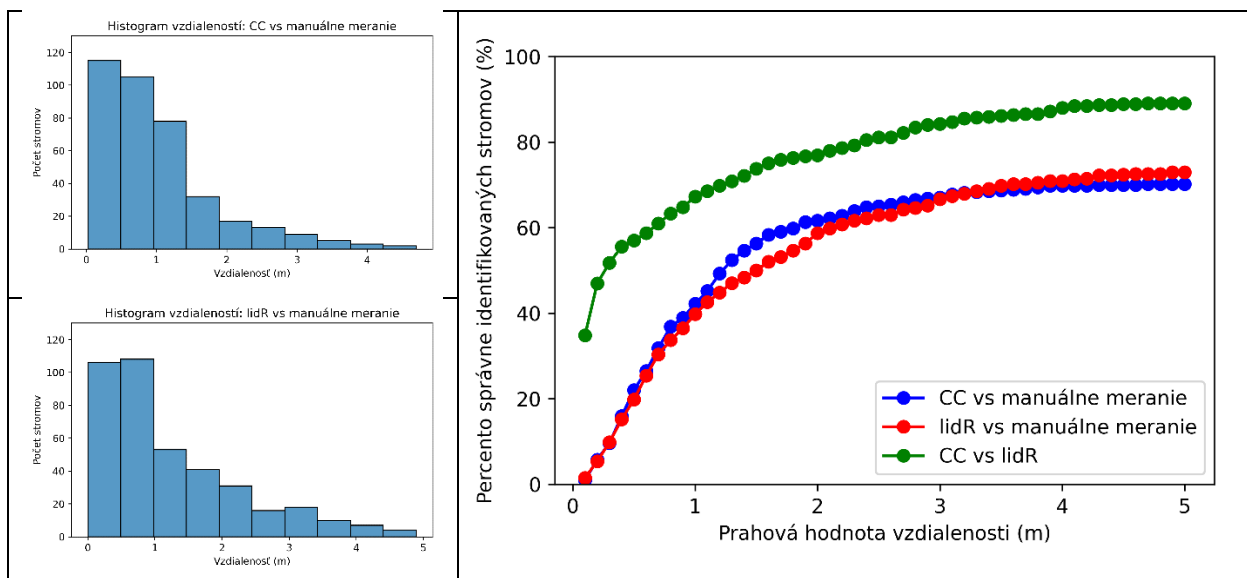 Histogram vzdialeností: CC vs manuálne meranie
120
100
80
60
40
20
0
Počet stromov
0 1 2 3 4
Vzdialenosť (m)
Histogram vzdialeností: lidR vs manuálne meranie
120
100
80
60
40
20
0
Počet stromov
0 1 2 3 4 5
Vzdialenosť (m)
100
80
60
40
20
0
Percento správne identifikovaných stromov (%)
CC vs manuálne meranie
lidR vs manuálne meranie
CC vs lidR
0 1 2 3 4 5
Prahová hodnota vzdialenosti (m)